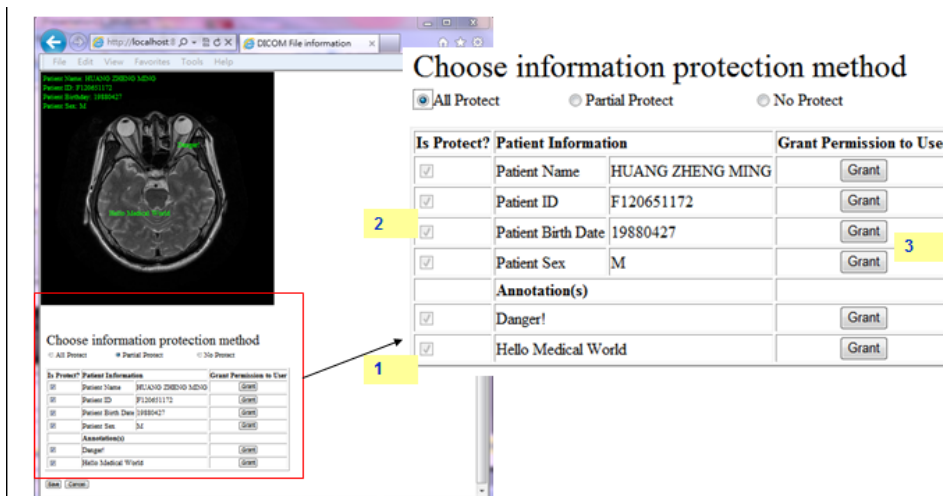 http://localhost:
DICOM File information
File Edit View Favorites Tools Help
Patient Name: HUANG ZHENG MING
Patient ID: F120651172
Patient Birthday: 19880427
Patient Sex: M
Danger!
Hello Medical World
Choose information protection method
All Protect Partial Protect No Protect
Is Protect? Patient Information Grant Permission to User
Patient Name HUANG ZHENG MING Grant
Patient ID F120651172 Grant
Patient Birth Date 19880427 Grant
Patient Sex M Grant
Annotation(s)
Danger! Grant
Hello Medical World Grant
Save Cancel
1
2
Choose information protection method
All Protect Partial Protect No Protect
Is Protect? Patient Information Grant Permission to Use
Patient Name HUANG ZHENG MING Grant
Patient ID F120651172 Grant
Patient Birth Date 19880427 Grant
3
Patient Sex M Grant
Annotation(s)
Danger! Grant
Hello Medical World Grant